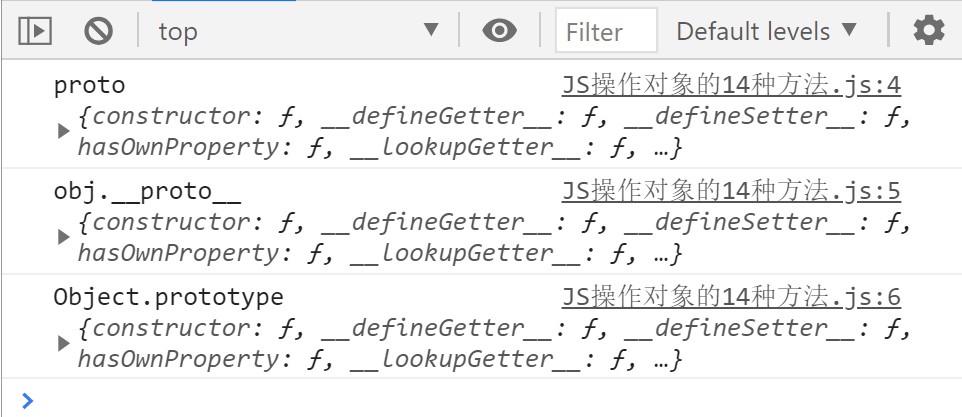 top Filter Default levels
proto JS操作对象的14种方法.js:4
{constructor: ƒ, __defineGetter__: ƒ, __defineSetter__: ƒ,
hasOwnProperty: ƒ, __lookupGetter__: ƒ, …}
obj.__proto__ JS操作对象的14种方法.js:5
{constructor: ƒ, __defineGetter__: ƒ, __defineSetter__: ƒ,
hasOwnProperty: ƒ, __lookupGetter__: ƒ, …}
Object.prototype JS操作对象的14种方法.js:6
{constructor: ƒ, __defineGetter__: ƒ, __defineSetter__: ƒ,
hasOwnProperty: ƒ, __lookupGetter__: ƒ, …}